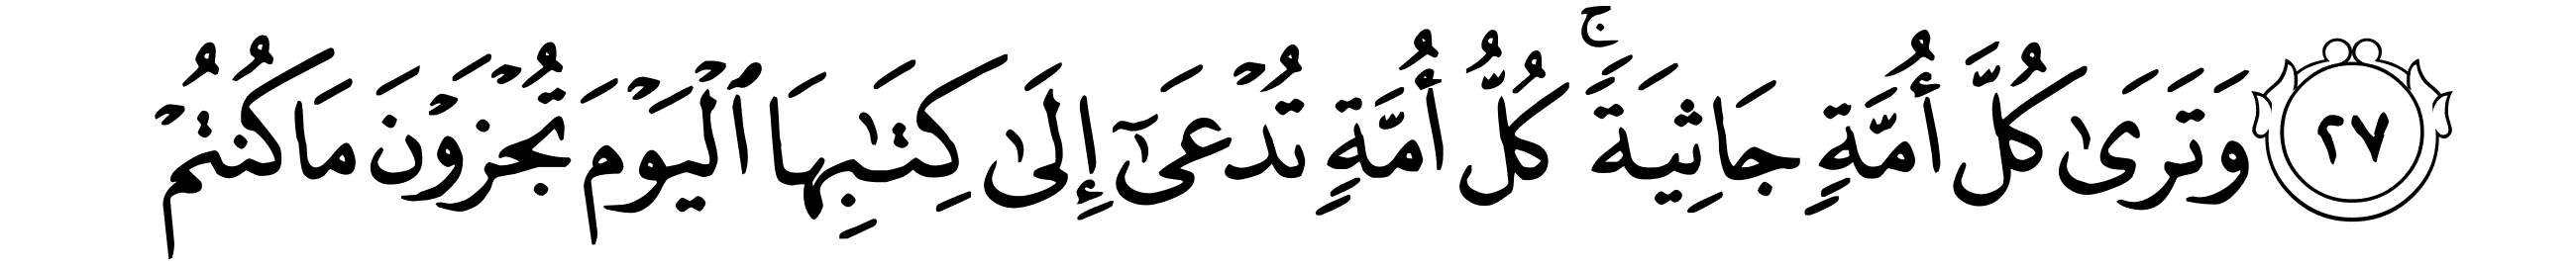 ٢٧ وَتَرَىٰ كُلَّ أُمَّةٍ جَاثِيَةً ۚ كُلُّ أُمَّةٍ تُدْعَىٰٓ إِلَىٰ كِتَٰبِهَا ٱلْيَوْمَ تُجْزَوْنَ مَا كُنتُمْ